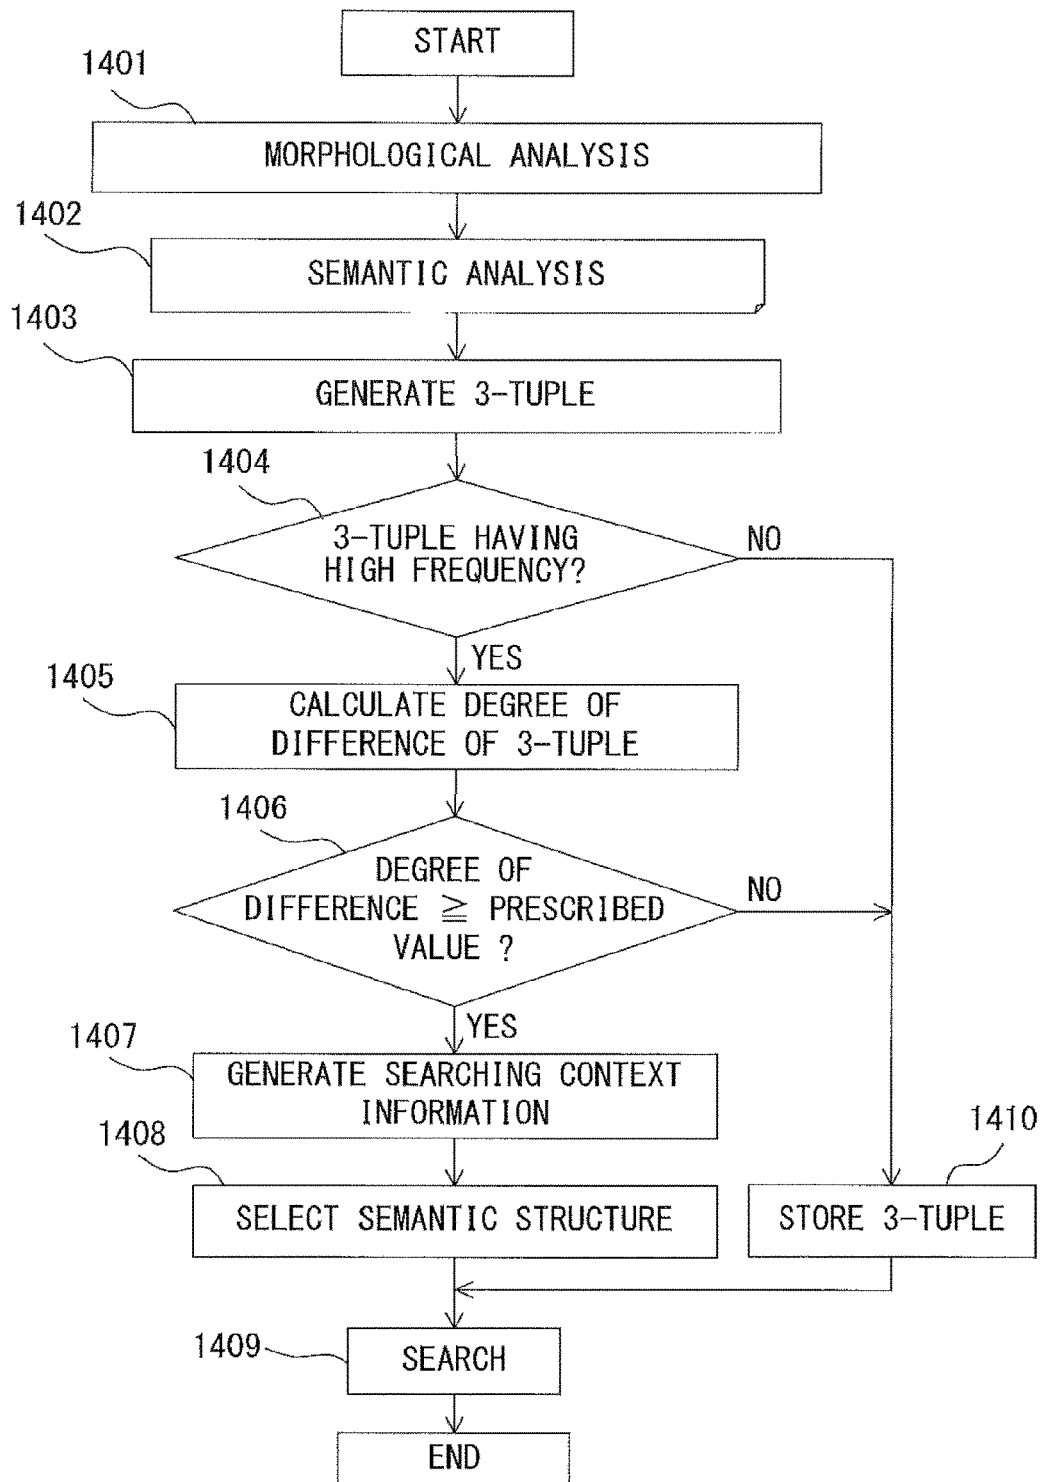 START
1401
MORPHOLOGICAL ANALYSIS
1402
SEMANTIC ANALYSIS
1403
GENERATE 3-TUPLE
1404
3-TUPLE HAVING
HIGH FREQUENCY?
NO
YES
1405
CALCULATE DEGREE OF
DIFFERENCE OF 3-TUPLE
1406
DEGREE OF
DIFFERENCE ≧ PRESCRIBED
VALUE ?
NO
YES
1407
GENERATE SEARCHING CONTEXT
INFORMATION
1408
SELECT SEMANTIC STRUCTURE
1410
STORE 3-TUPLE
1409
SEARCH
END